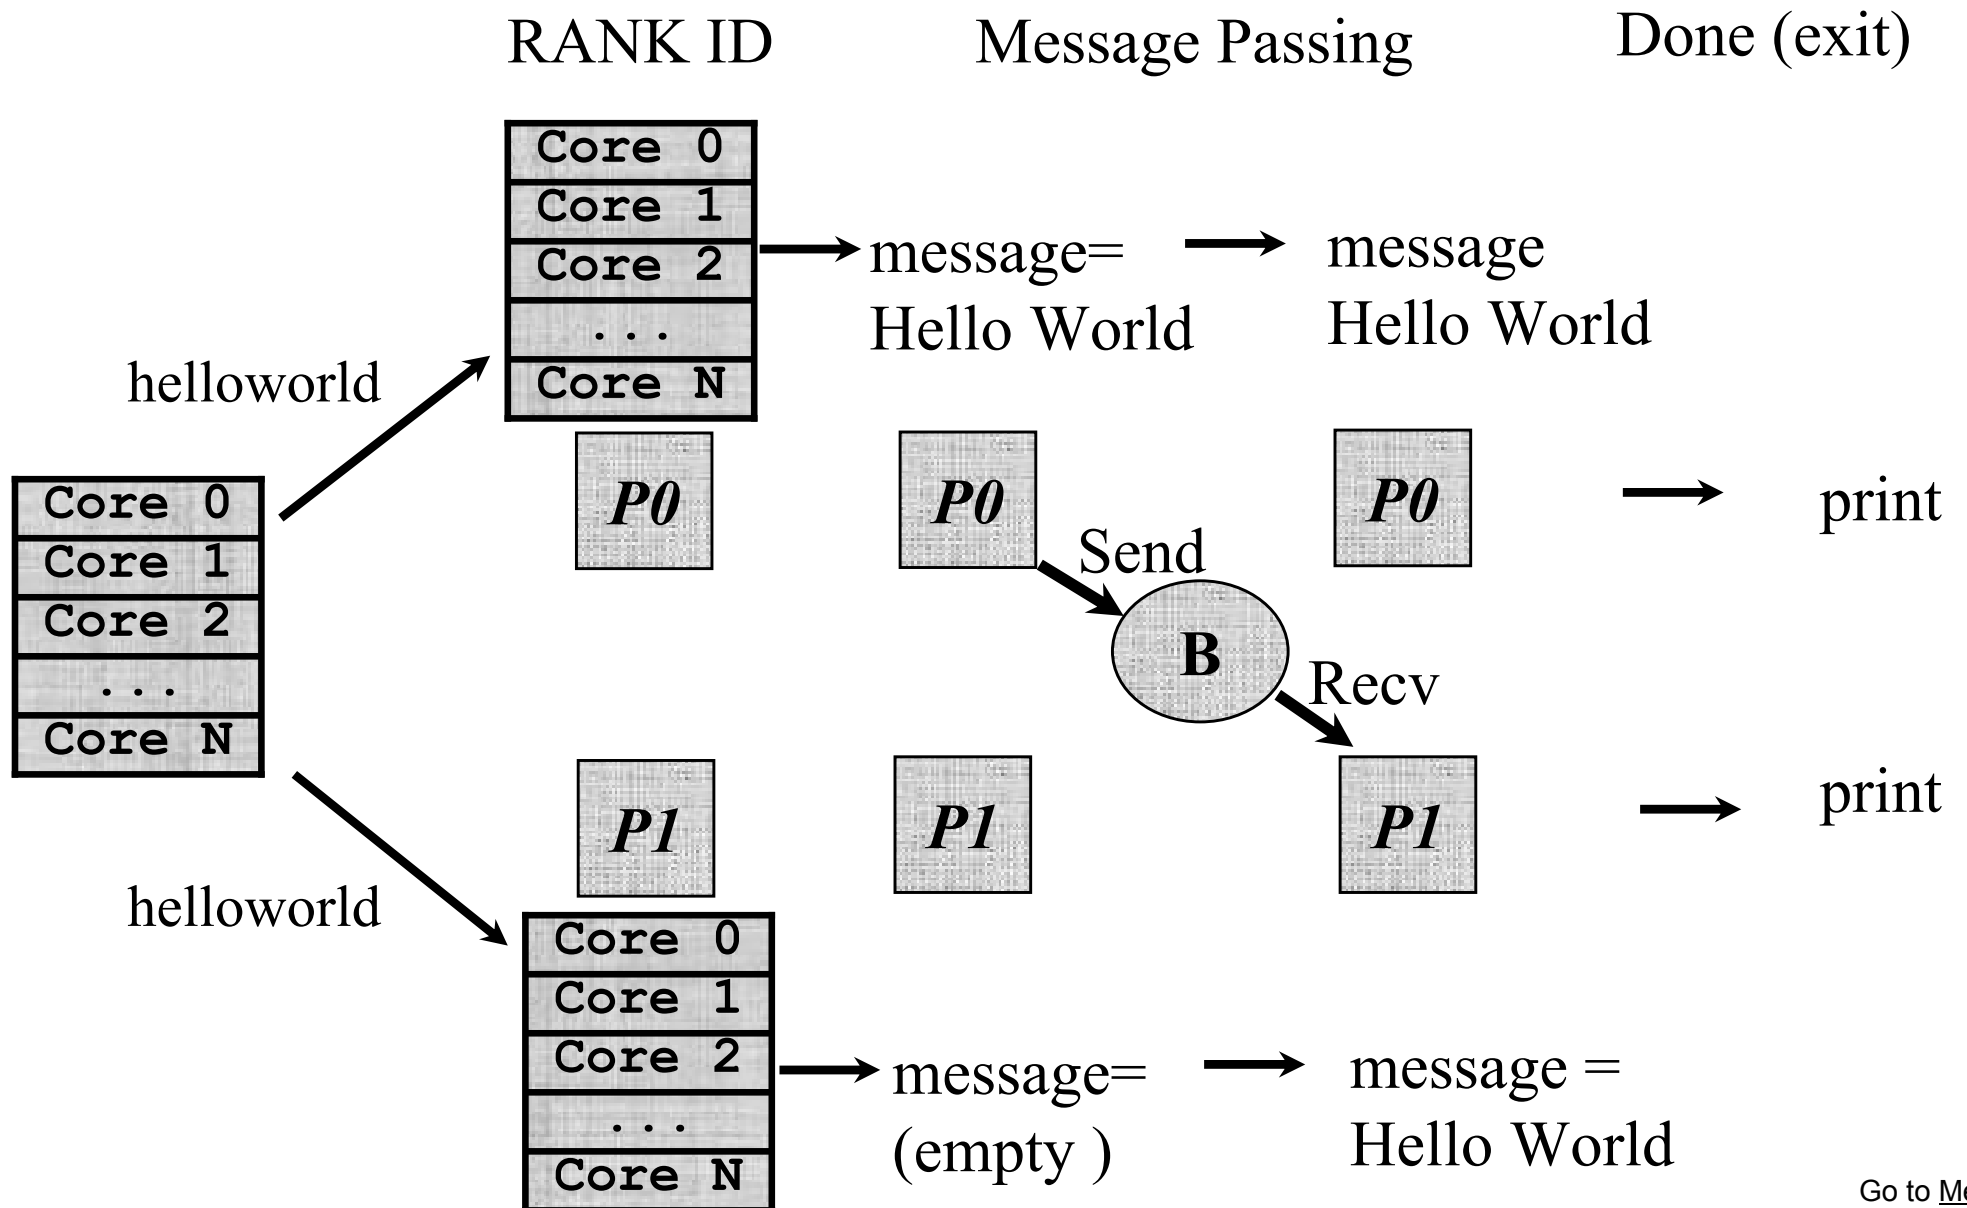 RANK ID
Message Passing
Done (exit)
Core 0
Core 1
Core 2
...
Core N
message=
Hello World
message
Hello World
helloworld
P0
P0
P0
print
Send
Core 0
Core 1
Core 2
...
Core N
B
Recv
P1
P1
P1
print
helloworld
Core 0
Core 1
Core 2
...
Core N
message=
(empty )
message =
Hello World
Go to